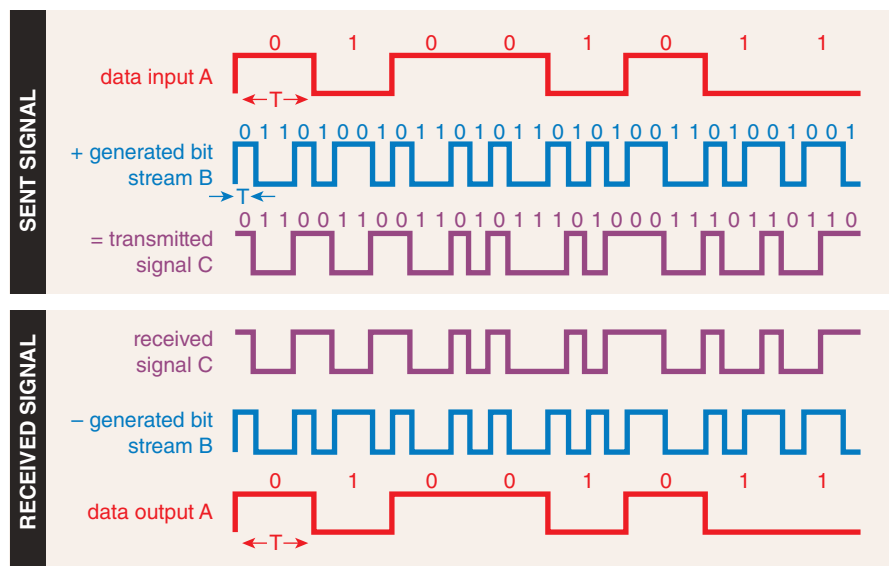 SENT SIGNAL
0 1 0 0 1 0 1 1
data input A
T
0 1 1 0 1 0 0 1 0 1 1 0 1 0 1 1 0 1 0 1 0 0 1 1 0 1 0 0 1 0 0 1
+ generated bit
stream B
T
0 1 1 0 0 1 1 0 0 1 1 0 1 0 1 1 1 0 1 0 0 0 1 1 1 0 1 1 0 1 1 0
= transmitted
signal C
RECEIVED SIGNAL
received
signal C
– generated bit
stream B
0 1 0 0 1 0 1 1
data output A
T